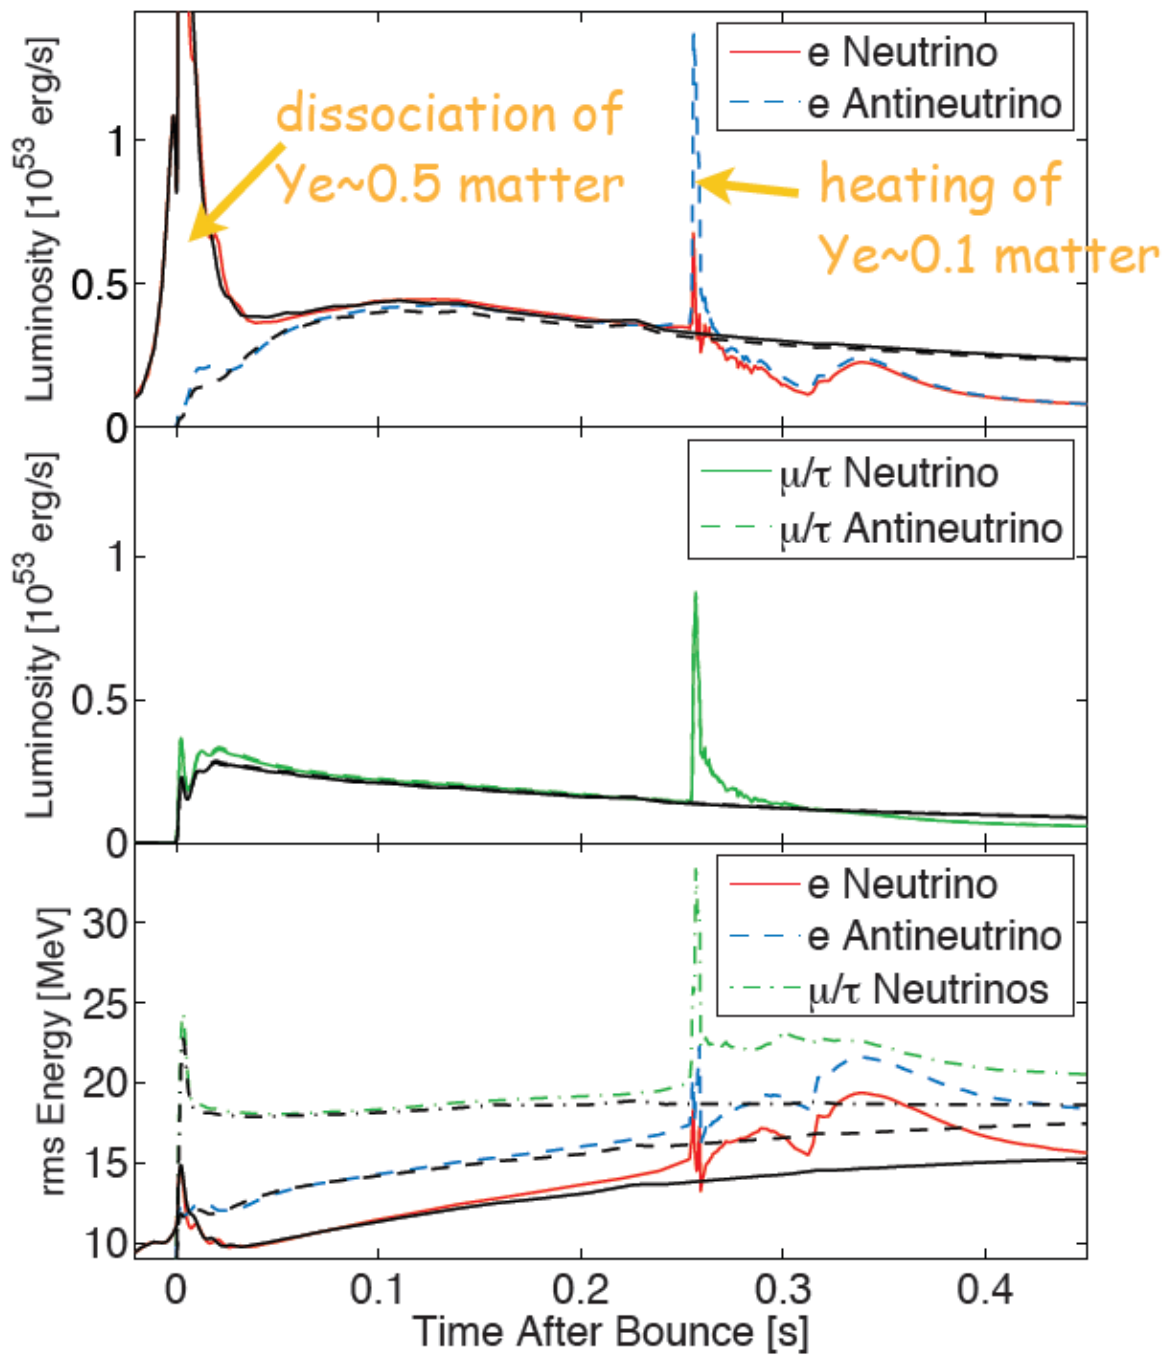 e Neutrino
e Antineutrino
dissociation of
Ye~0.5 matter
heating of
Ye~0.1 matter
Luminosity [10^53 erg/s]
1
0.5
0
μ/τ Neutrino
μ/τ Antineutrino
Luminosity [10^53 erg/s]
1
0.5
0
e Neutrino
e Antineutrino
μ/τ Neutrinos
rms Energy [MeV]
30
25
20
15
10
0 0.1 0.2 0.3 0.4
Time After Bounce [s]